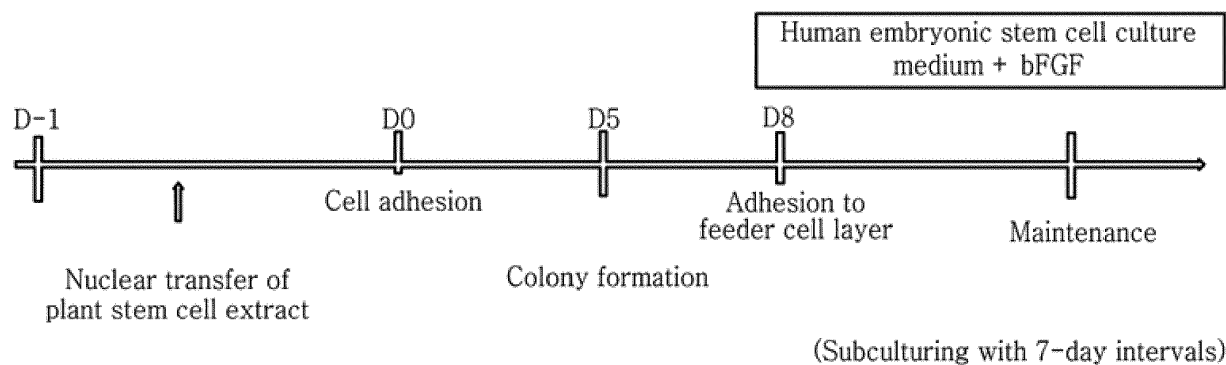 Human embryonic stem cell culture
medium + bFGF
D-1
D0
D5
D8
Cell adhesion
Adhesion to
feeder cell layer
Maintenance
Nuclear transfer of
plant stem cell extract
Colony formation
(Subculturing with 7-day intervals)